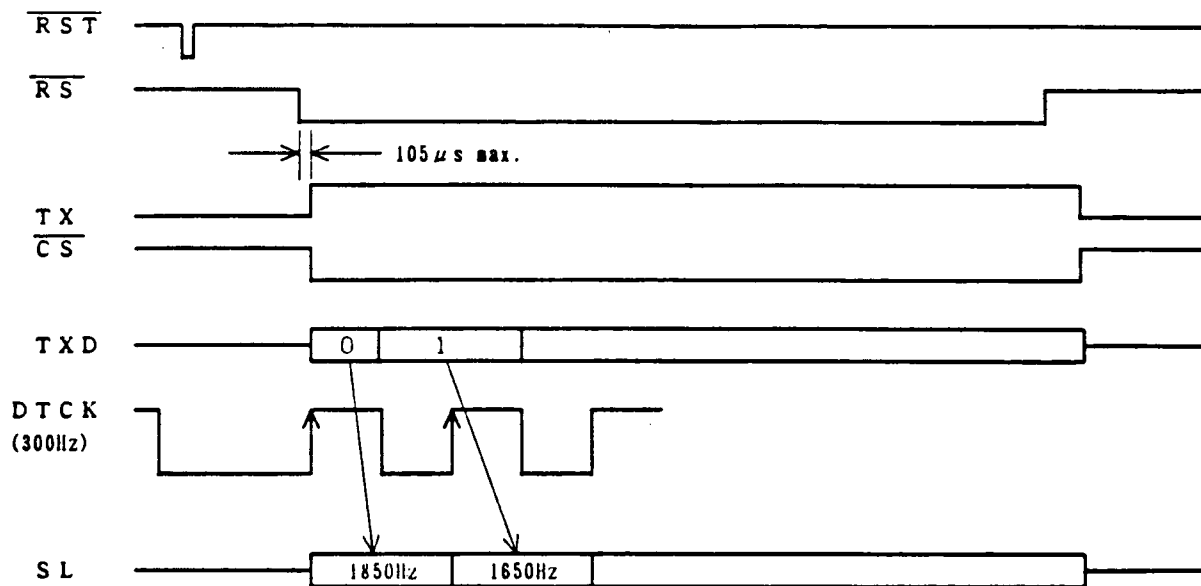 RST
RS
105μs max.
TX
CS
TXD
0 1
DTCK
(300Hz)
SL
1850Hz 1650Hz